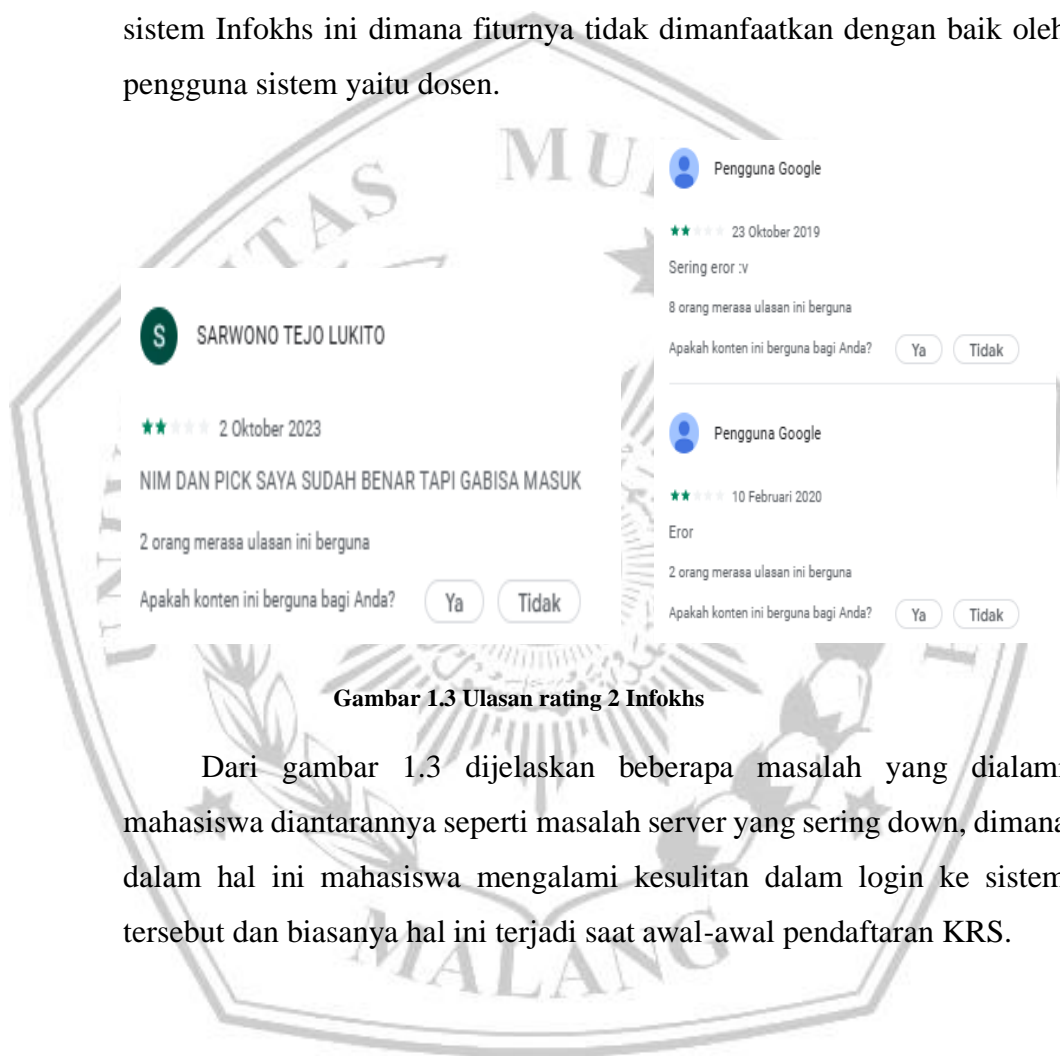 sistem Infokhs ini dimana fiturnya tidak dimanfaatkan dengan baik oleh
pengguna sistem yaitu dosen.
S SARWONO TEJO LUKITO
2 Oktober 2023
NIM DAN PICK SAYA SUDAH BENAR TAPI GABISA MASUK
2 orang merasa ulasan ini berguna
Apakah konten ini berguna bagi Anda? Ya Tidak
Pengguna Google
23 Oktober 2019
Sering eror :v
8 orang merasa ulasan ini berguna
Apakah konten ini berguna bagi Anda? Ya Tidak
Pengguna Google
10 Februari 2020
Eror
2 orang merasa ulasan ini berguna
Apakah konten ini berguna bagi Anda? Ya Tidak
Gambar 1.3 Ulasan rating 2 Infokhs
Dari gambar 1.3 dijelaskan beberapa masalah yang dialami
mahasiswa diantarannya seperti masalah server yang sering down, dimana
dalam hal ini mahasiswa mengalami kesulitan dalam login ke sistem
tersebut dan biasanya hal ini terjadi saat awal-awal pendaftaran KRS.
MALANG